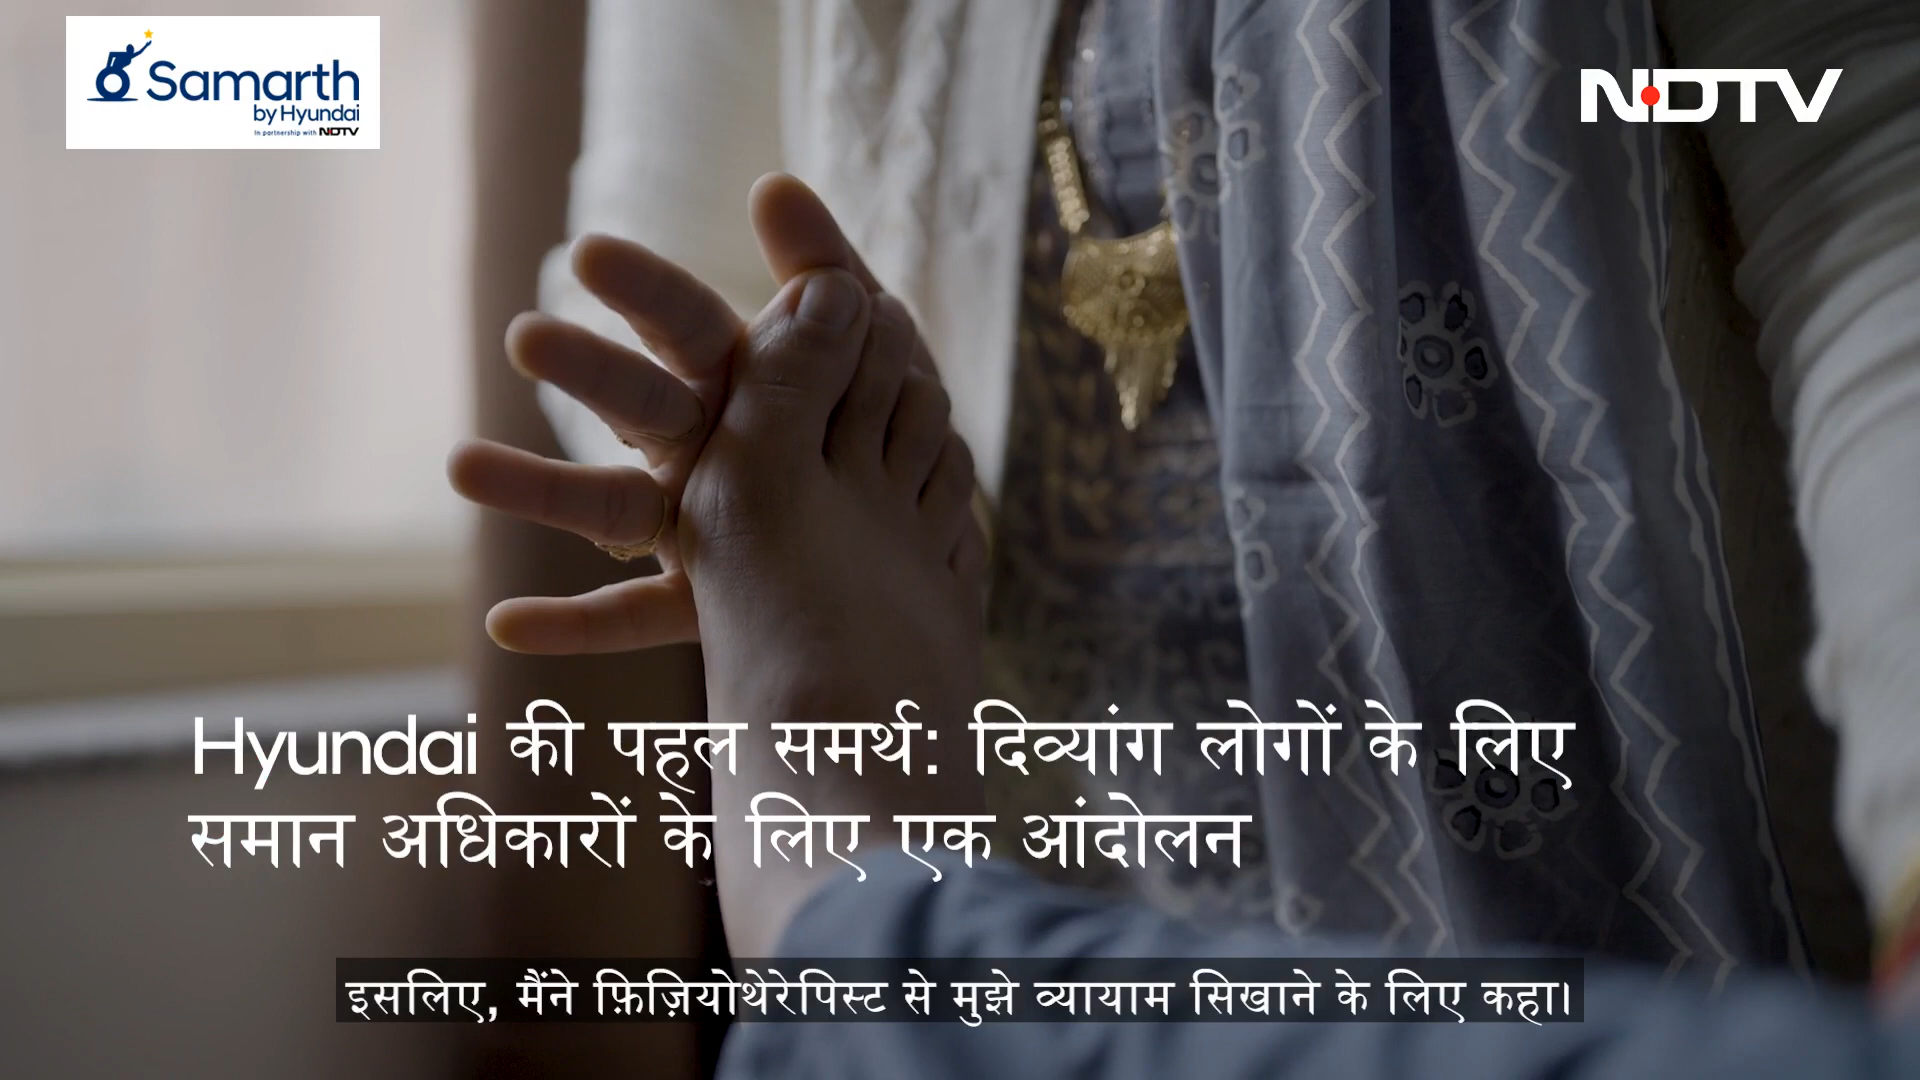 Samarth
by Hyundai
In partnership with NDTV
NDTV
Hyundai की पहल समर्थ: दिव्यांग लोगों के लिए
समान अधिकारों के लिए एक आंदोलन
इसलिए, मैंने फ़िज़ियोथेरेपिस्ट से मुझे व्यायाम सिखाने के लिए कहा।